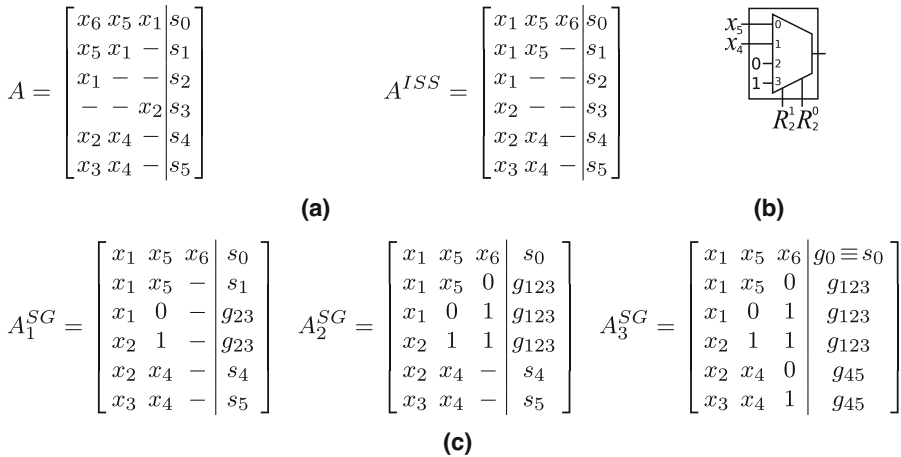 A = [ x₆ x₅ x₁ | s₀
x₅ x₁ − | s₁
x₁ − − | s₂
− − x₂ | s₃
x₂ x₄ − | s₄
x₃ x₄ − | s₅ ]
A^{ISS} = [ x₁ x₅ x₆ | s₀
x₁ x₅ − | s₁
x₁ − − | s₂
x₂ − − | s₃
x₂ x₄ − | s₄
x₃ x₄ − | s₅ ]
(a)
x₅ 0
x₄ 1
0 2
1 3
R₂¹ R₂⁰
(b)
A₁^{SG} = [ x₁ x₅ x₆ | s₀
x₁ x₅ − | s₁
x₁ 0 − | g₂₃
x₂ 1 − | g₂₃
x₂ x₄ − | s₄
x₃ x₄ − | s₅ ]
A₂^{SG} = [ x₁ x₅ x₆ | s₀
x₁ x₅ 0 | g₁₂₃
x₁ 0 1 | g₁₂₃
x₂ 1 1 | g₁₂₃
x₂ x₄ − | s₄
x₃ x₄ − | s₅ ]
A₃^{SG} = [ x₁ x₅ x₆ | g₀ ≡ s₀
x₁ x₅ 0 | g₁₂₃
x₁ 0 1 | g₁₂₃
x₂ 1 1 | g₁₂₃
x₂ x₄ 0 | g₄₅
x₃ x₄ 1 | g₄₅ ]
(c)